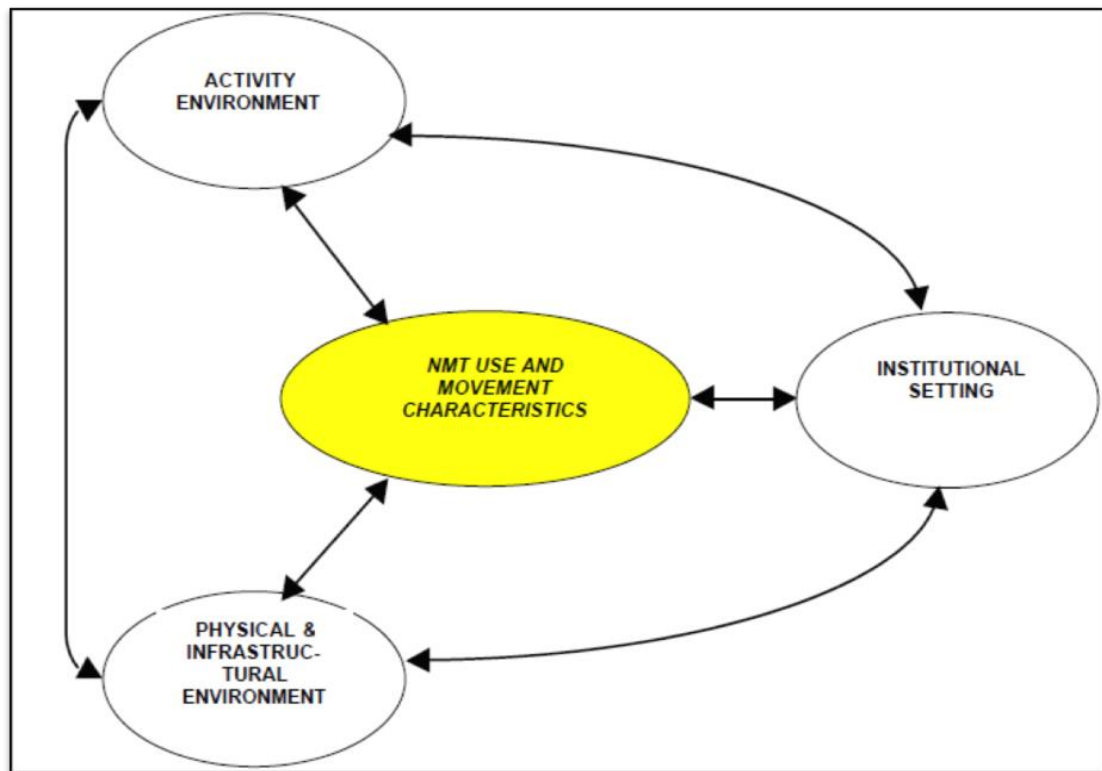 ACTIVITY
ENVIRONMENT
NMT USE AND
MOVEMENT
CHARACTERISTICS
INSTITUTIONAL
SETTING
PHYSICAL &
INFRASTRUC-
TURAL
ENVIRONMENT